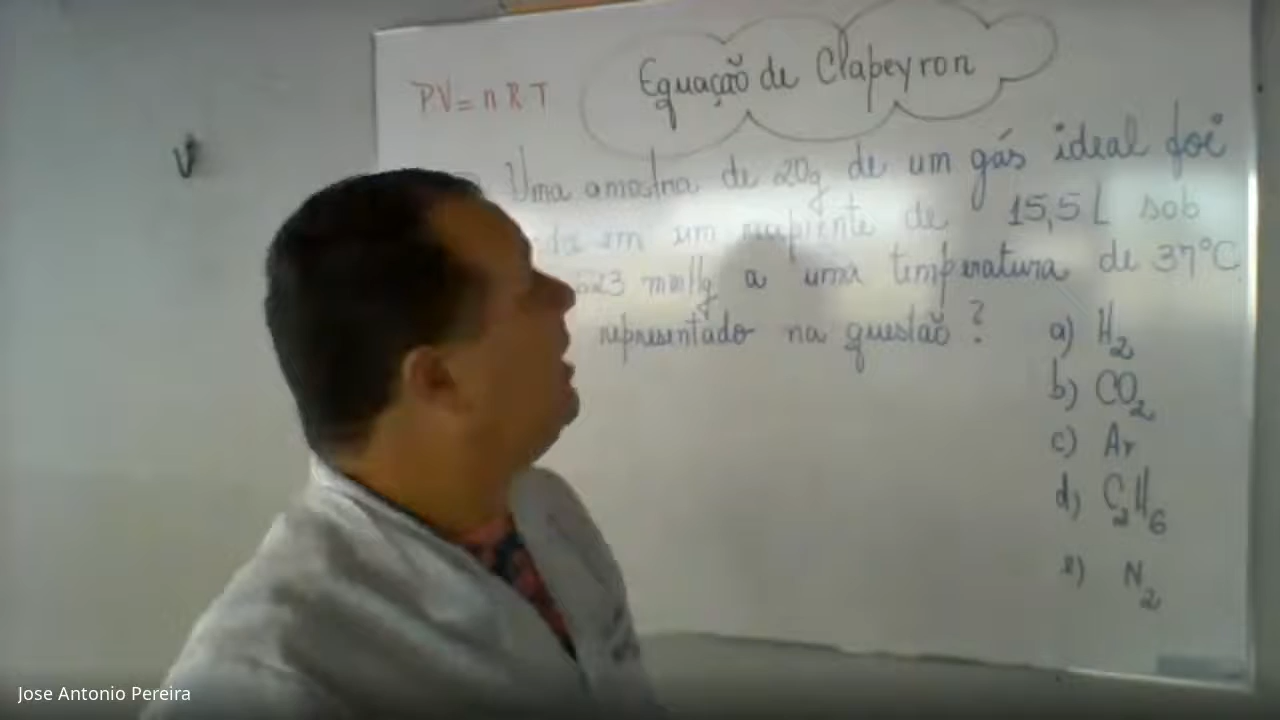 Equação de Clapeyron
PV = n R T
Uma amostra de 20g de um gás ideal foi
em um recipiente de 15,5 L sob
623 mmHg a uma temperatura de 37°C
representado na questão ?
a) H2
b) CO2
c) Ar
d) C2H6
e) N2
Jose Antonio Pereira